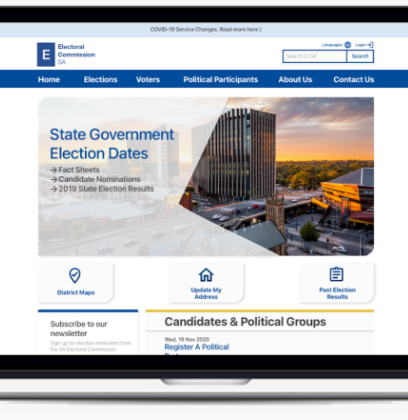 COVID-19 Service Changes. Read more here >
Languages
Login
E
Electoral
Commission
SA
Search ECSA
Search
Home
Elections
Voters
Political Participants
About Us
Contact Us
State Government
Election Dates
→ Fact Sheets
→ Candidate Nominations
→ 2019 State Election Results
District Maps
Update My
Address
Past Election
Results
Subscribe to our
newsletter
Sign up for election reminders from
the SA Electoral Commission.
Candidates & Political Groups
Wed, 19 Nov 2020
Register A Political